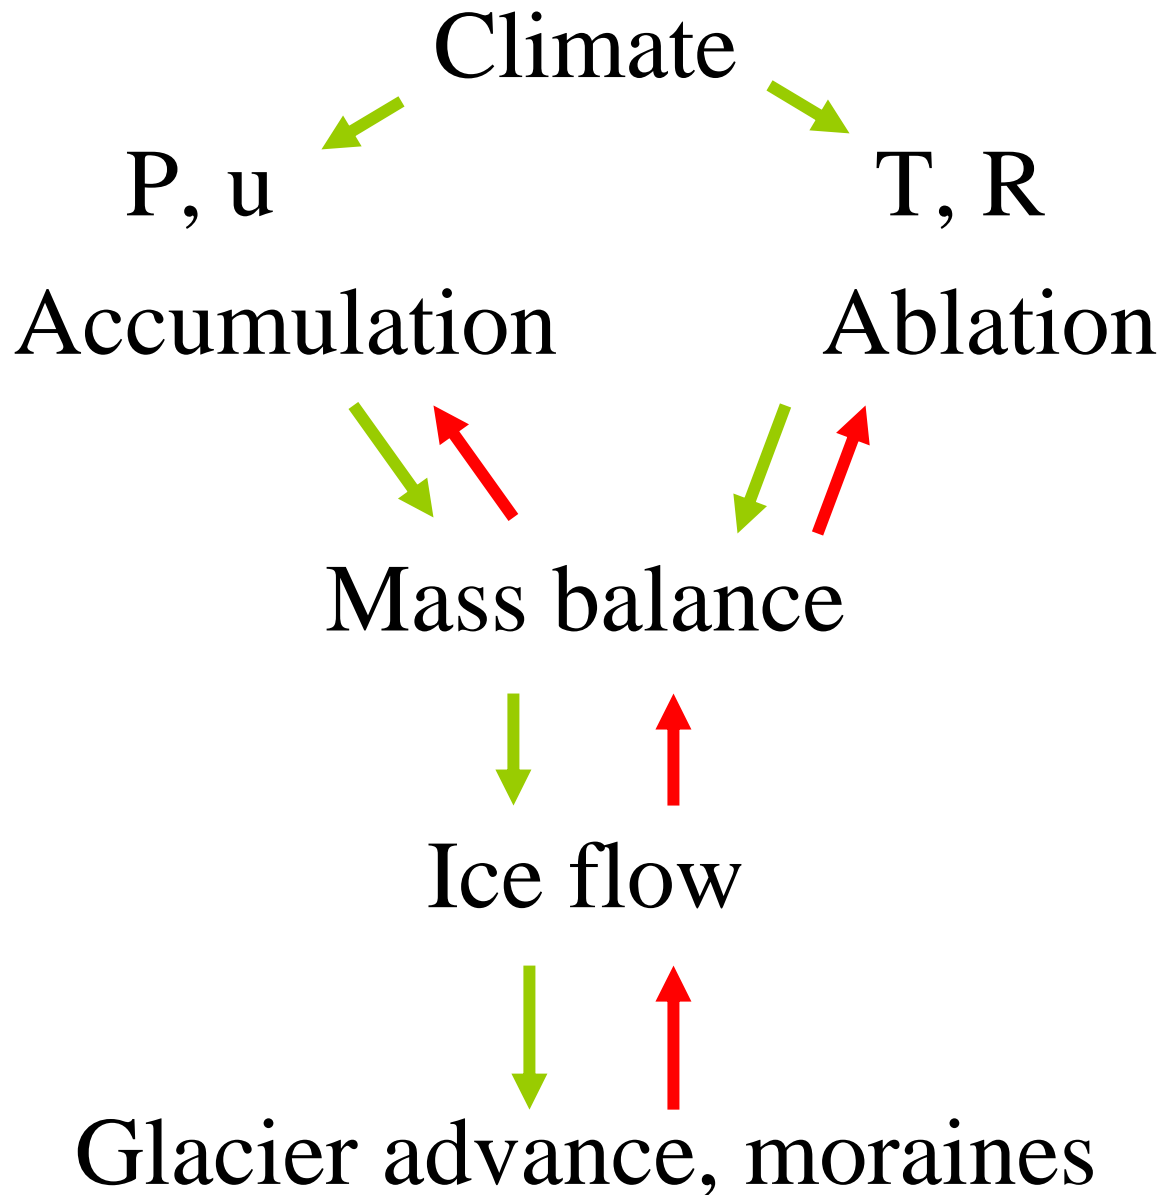 Climate
P, u
T, R
Accumulation
Ablation
Mass balance
Ice flow
Glacier advance, moraines